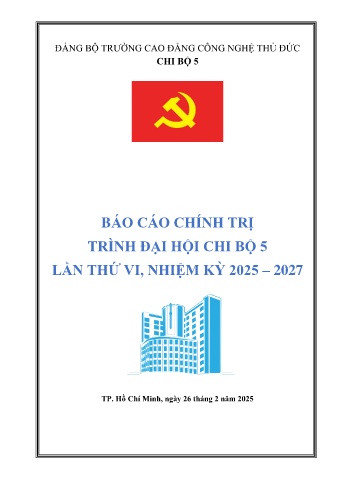 ĐẢNG BỘ TRƯỜNG CAO ĐẲNG CÔNG NGHỆ THỦ ĐỨC
CHI BỘ 5
BÁO CÁO CHÍNH TRỊ
TRÌNH ĐẠI HỘI CHI BỘ 5
LẦN THỨ VI, NHIỆM KỲ 2025 – 2027
TP. Hồ Chí Minh, ngày 26 tháng 2 năm 2025